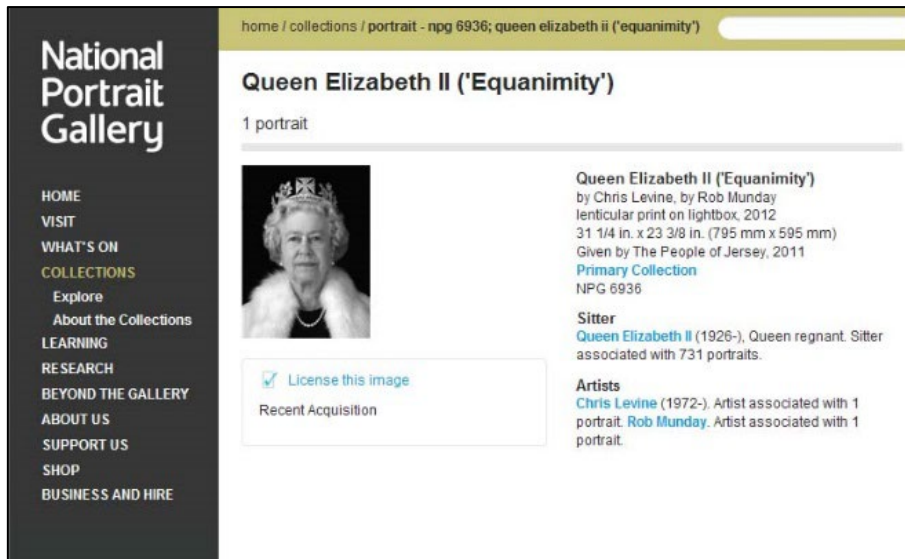 National
Portrait
Gallery
HOME
VISIT
WHAT'S ON
COLLECTIONS
Explore
About the Collections
LEARNING
RESEARCH
BEYOND THE GALLERY
ABOUT US
SUPPORT US
SHOP
BUSINESS AND HIRE
home / collections / portrait - npg 6936; queen elizabeth ii ('equanimity')
Queen Elizabeth II ('Equanimity')
1 portrait
License this image
Recent Acquisition
Queen Elizabeth II ('Equanimity')
by Chris Levine, by Rob Munday
lenticular print on lightbox, 2012
31 1/4 in. x 23 3/8 in. (795 mm x 595 mm)
Given by The People of Jersey, 2011
Primary Collection
NPG 6936
Sitter
Queen Elizabeth II (1926-), Queen regnant. Sitter
associated with 731 portraits.
Artists
Chris Levine (1972-). Artist associated with 1
portrait. Rob Munday. Artist associated with 1
portrait.